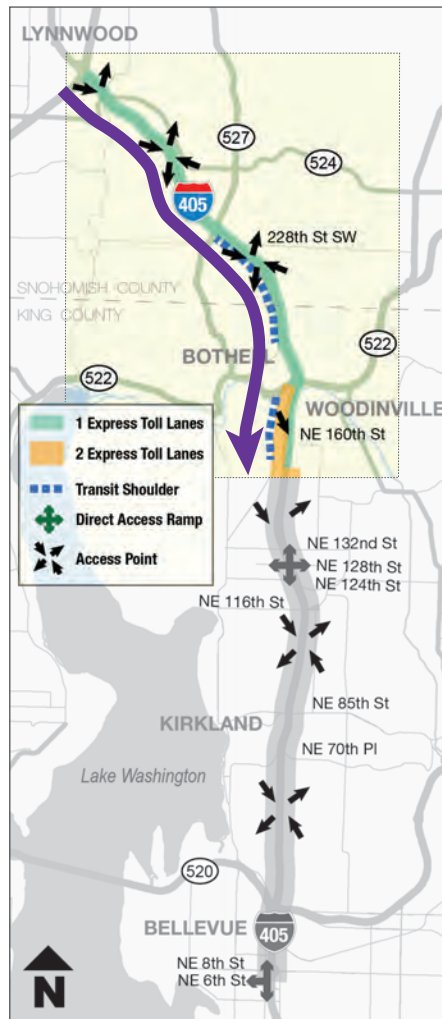 LYNNWOOD
527
524
405
228th St SW
SNOHOMISH COUNTY
KING COUNTY
BOTHELL
522
522
WOODINVILLE
NE 160th St
1 Express Toll Lanes
2 Express Toll Lanes
Transit Shoulder
Direct Access Ramp
Access Point
NE 132nd St
NE 128th St
NE 124th St
NE 116th St
NE 85th St
KIRKLAND
NE 70th Pl
Lake Washington
520
BELLEVUE
405
NE 8th St
NE 6th St
N